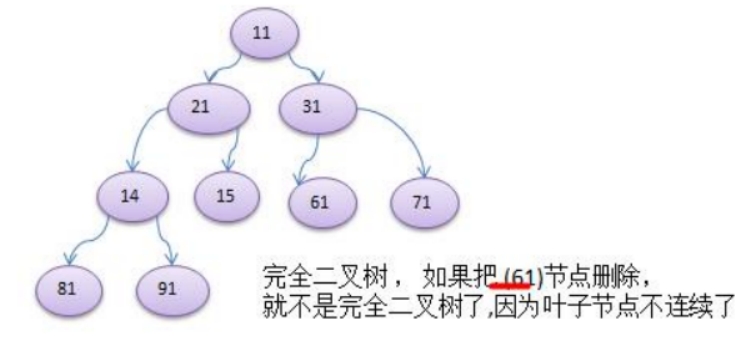 11
21 31
14 15 61 71
81 91
完全二叉树， 如果把 (61)节点删除，
就不是完全二叉树了,因为叶子节点不连续了